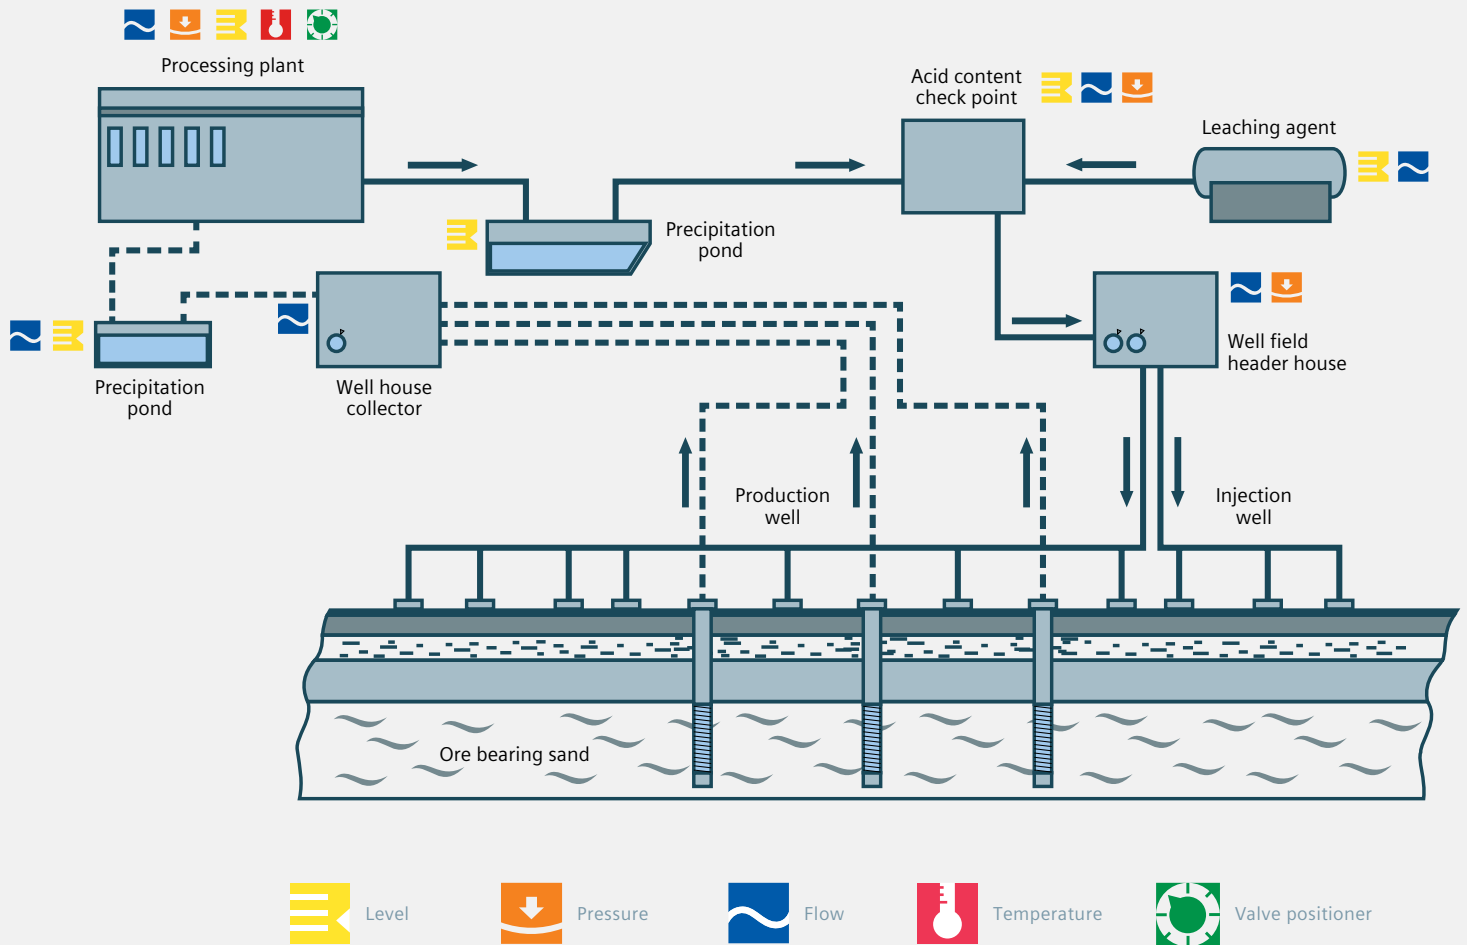 Processing plant
Acid content
check point
Leaching agent
Precipitation
pond
Well field
header house
Precipitation
pond
Well house
collector
Production
well
Injection
well
Ore bearing sand
Level
Pressure
Flow
Temperature
Valve positioner